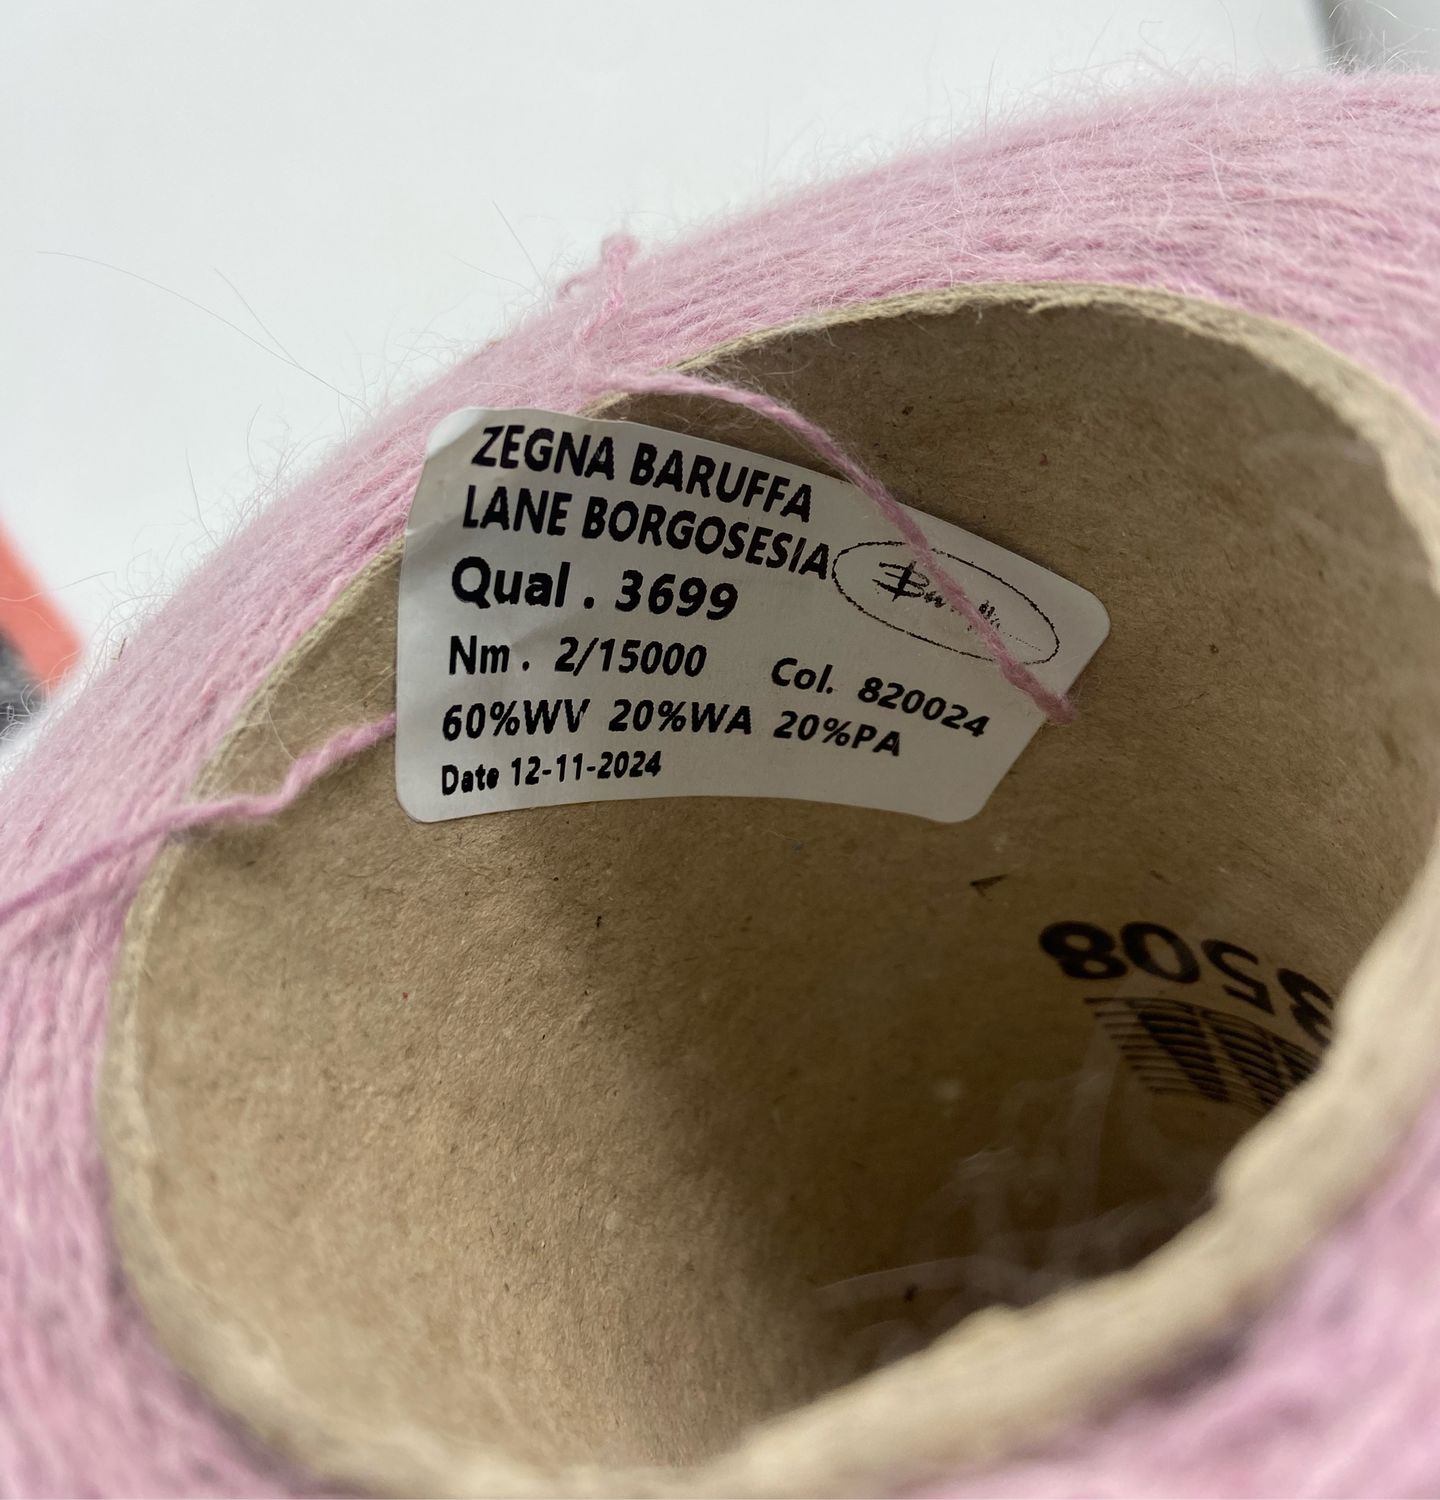 ZEGNA BARUFFA
LANE BORGOSESIA
Qual . 3699
Nm . 2/15000 Col. 820024
60%WV 20%WA 20%PA
Date 12-11-2024
3508